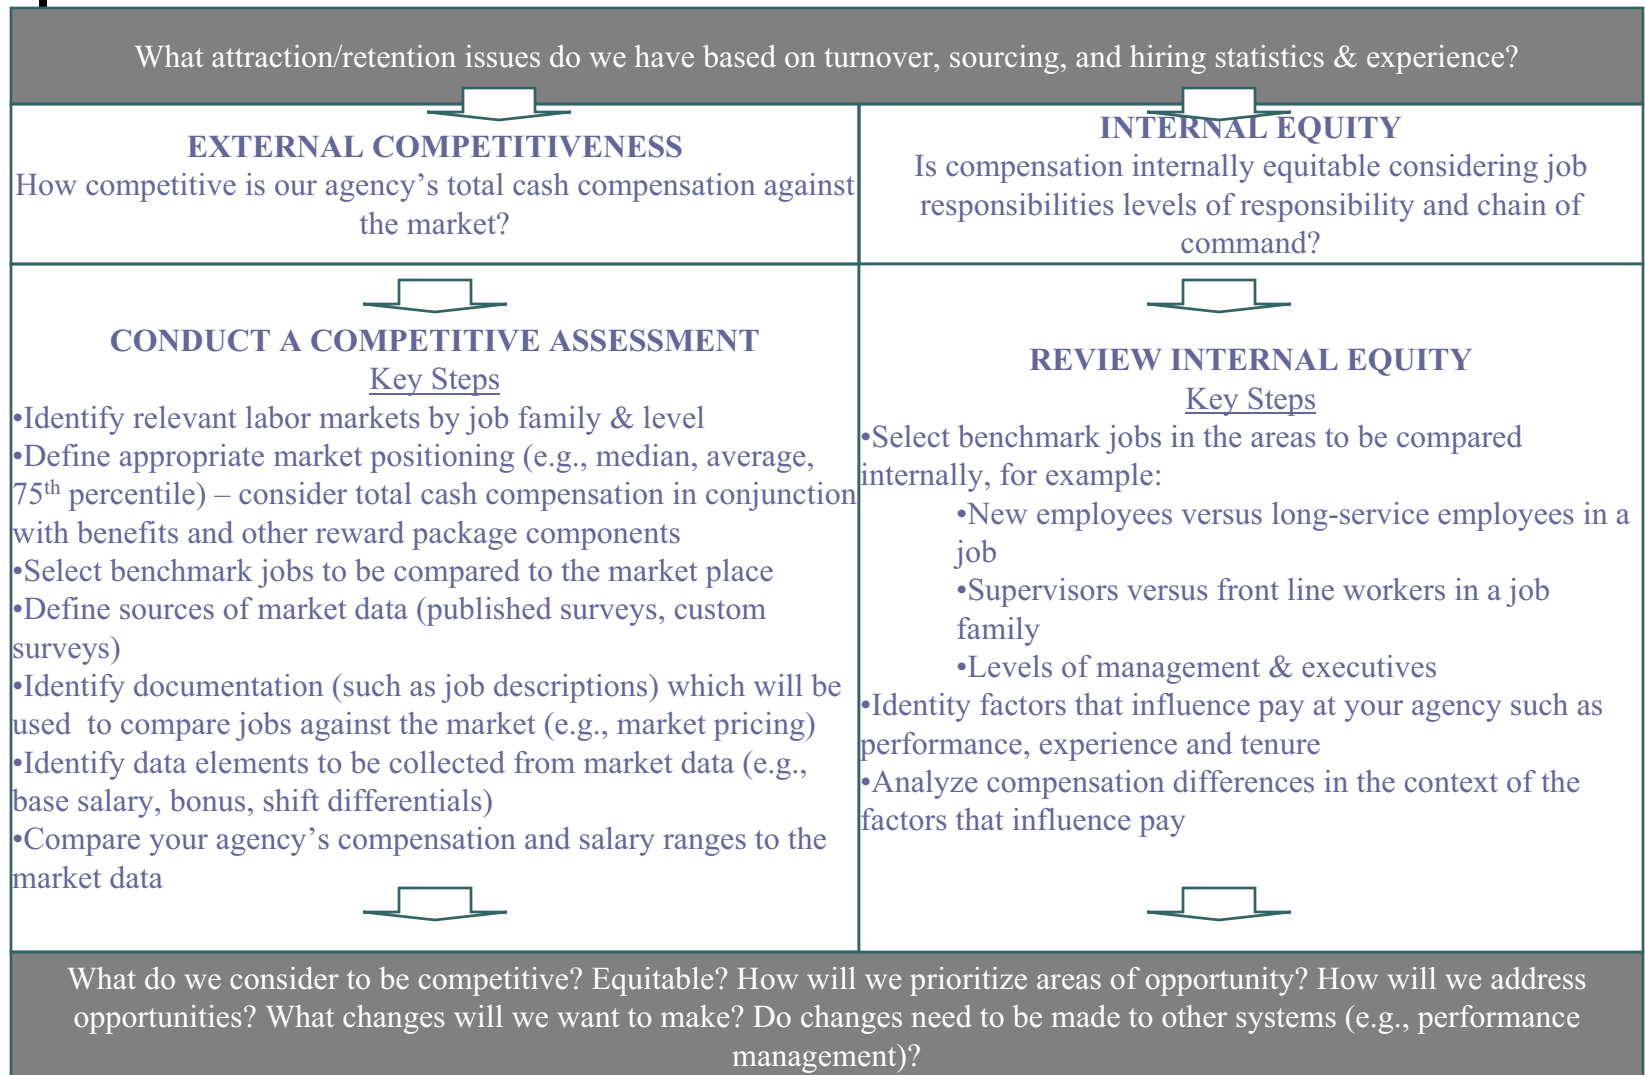 What attraction/retention issues do we have based on turnover, sourcing, and hiring statistics & experience?
EXTERNAL COMPETITIVENESS
How competitive is our agency’s total cash compensation against
the market?
INTERNAL EQUITY
Is compensation internally equitable considering job
responsibilities levels of responsibility and chain of
command?
CONDUCT A COMPETITIVE ASSESSMENT
Key Steps
•Identify relevant labor markets by job family & level
•Define appropriate market positioning (e.g., median, average,
75th percentile) – consider total cash compensation in conjunction
with benefits and other reward package components
•Select benchmark jobs to be compared to the market place
•Define sources of market data (published surveys, custom
surveys)
•Identify documentation (such as job descriptions) which will be
used  to compare jobs against the market (e.g., market pricing)
•Identify data elements to be collected from market data (e.g.,
base salary, bonus, shift differentials)
•Compare your agency’s compensation and salary ranges to the
market data
REVIEW INTERNAL EQUITY
Key Steps
•Select benchmark jobs in the areas to be compared
internally, for example:
•New employees versus long-service employees in a
job
•Supervisors versus front line workers in a job
family
•Levels of management & executives
•Identity factors that influence pay at your agency such as
performance, experience and tenure
•Analyze compensation differences in the context of the
factors that influence pay
What do we consider to be competitive? Equitable? How will we prioritize areas of opportunity? How will we address
opportunities? What changes will we want to make? Do changes need to be made to other systems (e.g., performance
management)?